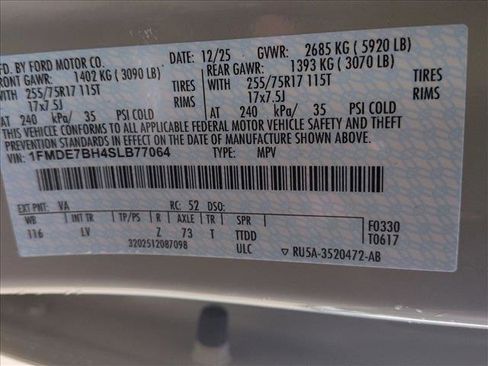 FD. BY FORD MOTOR CO. 12/25 GVWR: 2685 KG ( 5920 LB)
FRONT GAWR: 1402 KG ( 3090 LB) REAR GAWR: 1393 KG ( 3070 LB)
WITH 255/75R17 115T TIRES WITH 255/75R17 115T TIRES
17x7.5J RIMS 17x7.5J RIMS
AT 240 kPa/ 35 PSI COLD AT 240 kPa/ 35 PSI COLD
THIS VEHICLE CONFORMS TO ALL APPLICABLE FEDERAL MOTOR VEHICLE SAFETY AND THEFT
PREVENTION STANDARDS IN EFFECT ON THE DATE OF MANUFACTURE SHOWN ABOVE.
VIN: 1FMDE7BH4SLB77064 TYPE: MPV
EXT PNT: VA RC: 52 DSO:
WB INT TR TP/PS R AXLE TR SPR F0330
116 LV Z 73 T TTDD T0617
3202512087098 ULC RU5A-3520472-AB